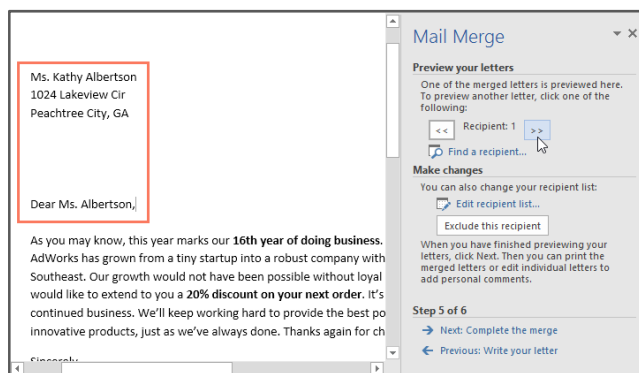 Ms. Kathy Albertson
1024 Lakeview Cir
Peachtree City, GA
Dear Ms. Albertson,
As you may know, this year marks our 16th year of doing business.
AdWorks has grown from a tiny startup into a robust company with
Southeast. Our growth would not have been possible without loyal
would like to extend to you a 20% discount on your next order. It's
continued business. We'll keep working hard to provide the best po
innovative products, just as we've always done. Thanks again for ch
Sincerely
Mail Merge
Preview your letters
One of the merged letters is previewed here.
To preview another letter, click one of the
following:
<< Recipient: 1 >>
Find a recipient...
Make changes
You can also change your recipient list:
Edit recipient list...
Exclude this recipient
When you have finished previewing your
letters, click Next. Then you can print the
merged letters or edit individual letters to
add personal comments.
Step 5 of 6
Next: Complete the merge
Previous: Write your letter